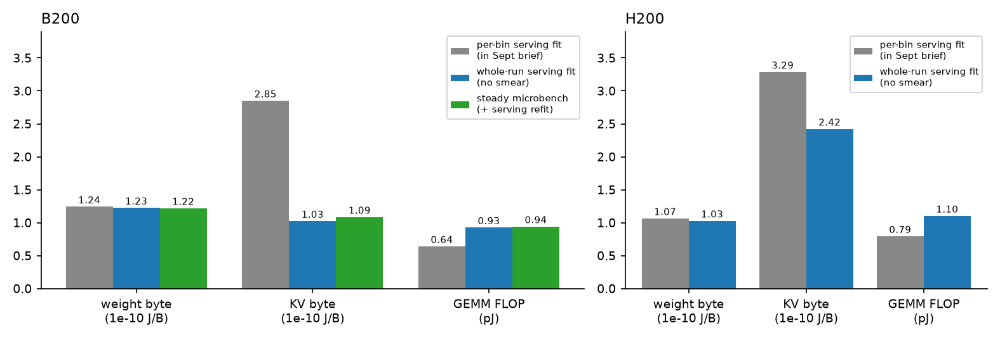 B200
3.5
3.0
2.5
2.0
1.5
1.0
0.5
0.0
per-bin serving fit
(in Sept brief)
whole-run serving fit
(no smear)
steady microbench
(+ serving refit)
1.24
1.23
1.22
2.85
1.03
1.09
0.64
0.93
0.94
weight byte
(1e-10 J/B)
KV byte
(1e-10 J/B)
GEMM FLOP
(pJ)
H200
3.5
3.0
2.5
2.0
1.5
1.0
0.5
0.0
per-bin serving fit
(in Sept brief)
whole-run serving fit
(no smear)
1.07
1.03
3.29
2.42
0.79
1.10
weight byte
(1e-10 J/B)
KV byte
(1e-10 J/B)
GEMM FLOP
(pJ)